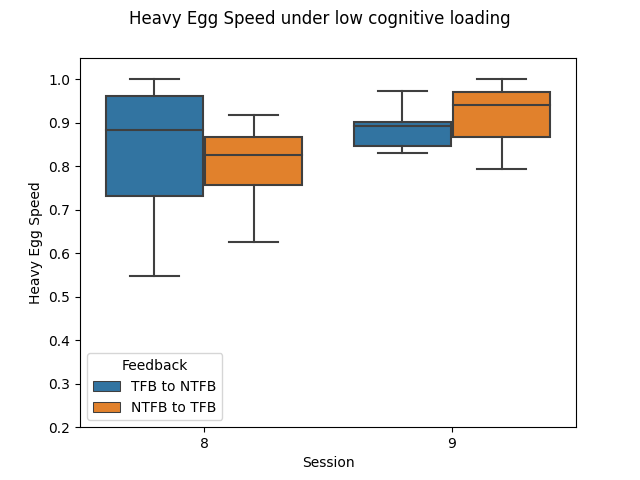 Heavy Egg Speed under low cognitive loading
1.0
0.9
0.8
0.7
0.6
0.5
0.4
0.3
0.2
Heavy Egg Speed
Feedback
TFB to NTFB
NTFB to TFB
8
9
Session